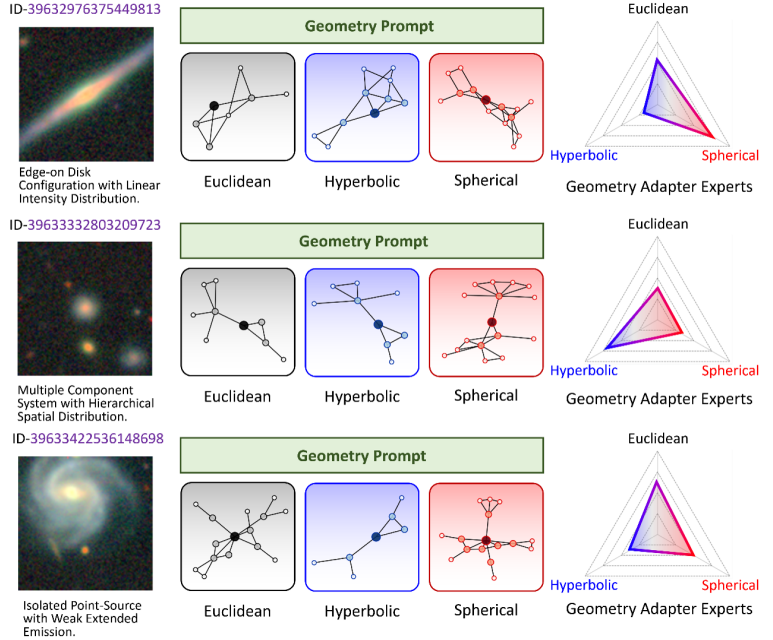 ID-39632976375449813
Geometry Prompt
Euclidean
Hyperbolic
Spherical
Edge-on Disk
Configuration with Linear
Intensity Distribution.
Euclidean
Hyperbolic
Spherical
Geometry Adapter Experts
ID-39633332803209723
Geometry Prompt
Euclidean
Hyperbolic
Spherical
Multiple Component
System with Hierarchical
Spatial Distribution.
Euclidean
Hyperbolic
Spherical
Geometry Adapter Experts
ID-39633422536148698
Geometry Prompt
Euclidean
Hyperbolic
Spherical
Isolated Point-Source
with Weak Extended
Emission.
Euclidean
Hyperbolic
Spherical
Geometry Adapter Experts